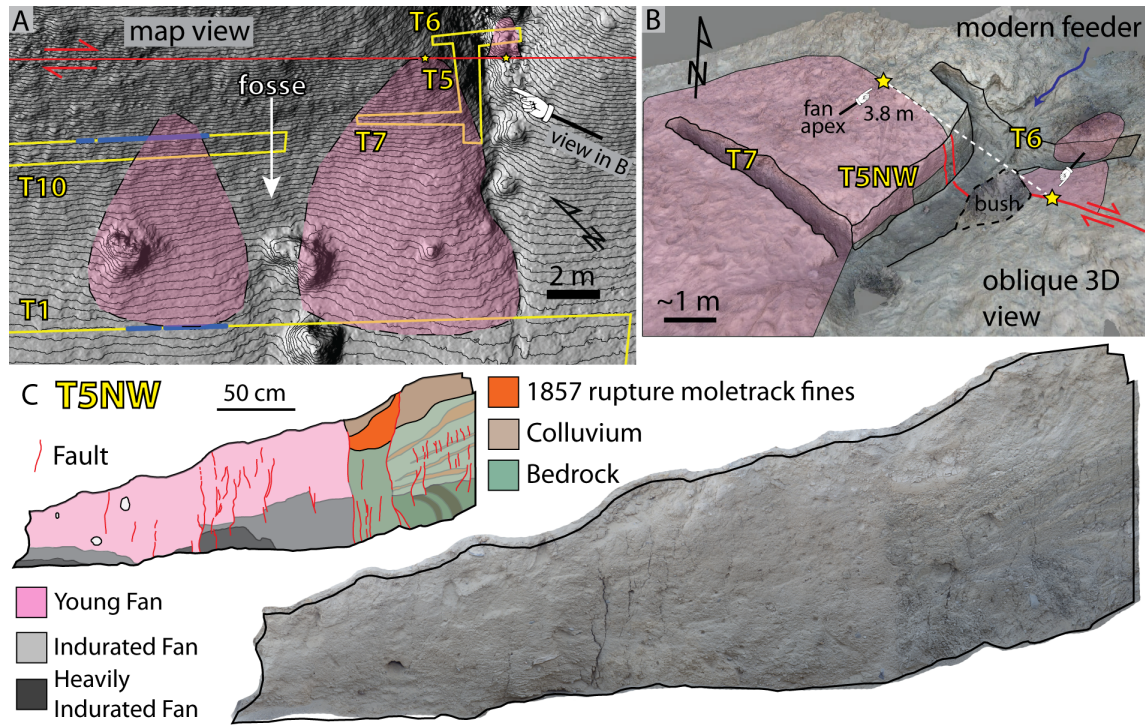 A
map view
T6
T5
fosse
T7
view in B
T10
N
2 m
T1
B
modern feeder
N
fan
apex
3.8 m
T6
T7
T5NW
bush
~1 m
oblique 3D
view
C T5NW
50 cm
Fault
1857 rupture moletrack fines
Colluvium
Bedrock
Young Fan
Indurated Fan
Heavily
Indurated Fan